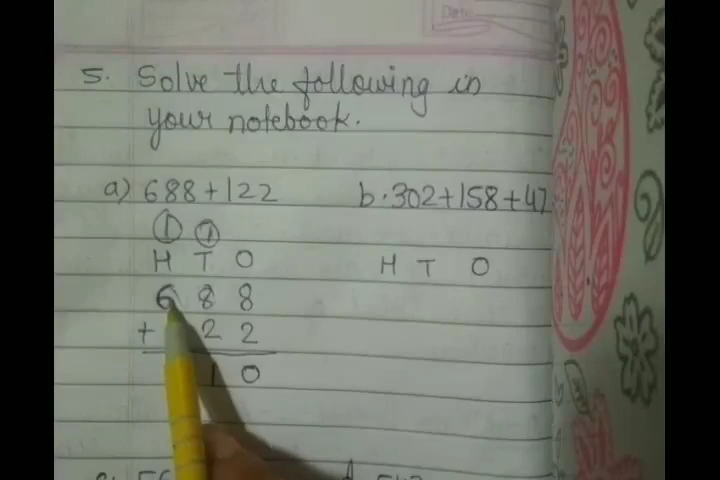 Date:
5. Solve the following in
your notebook.
a) 688+122 b. 302+158+47
1 1
H T O H T O
6 8 8
+ 2 2
1 0